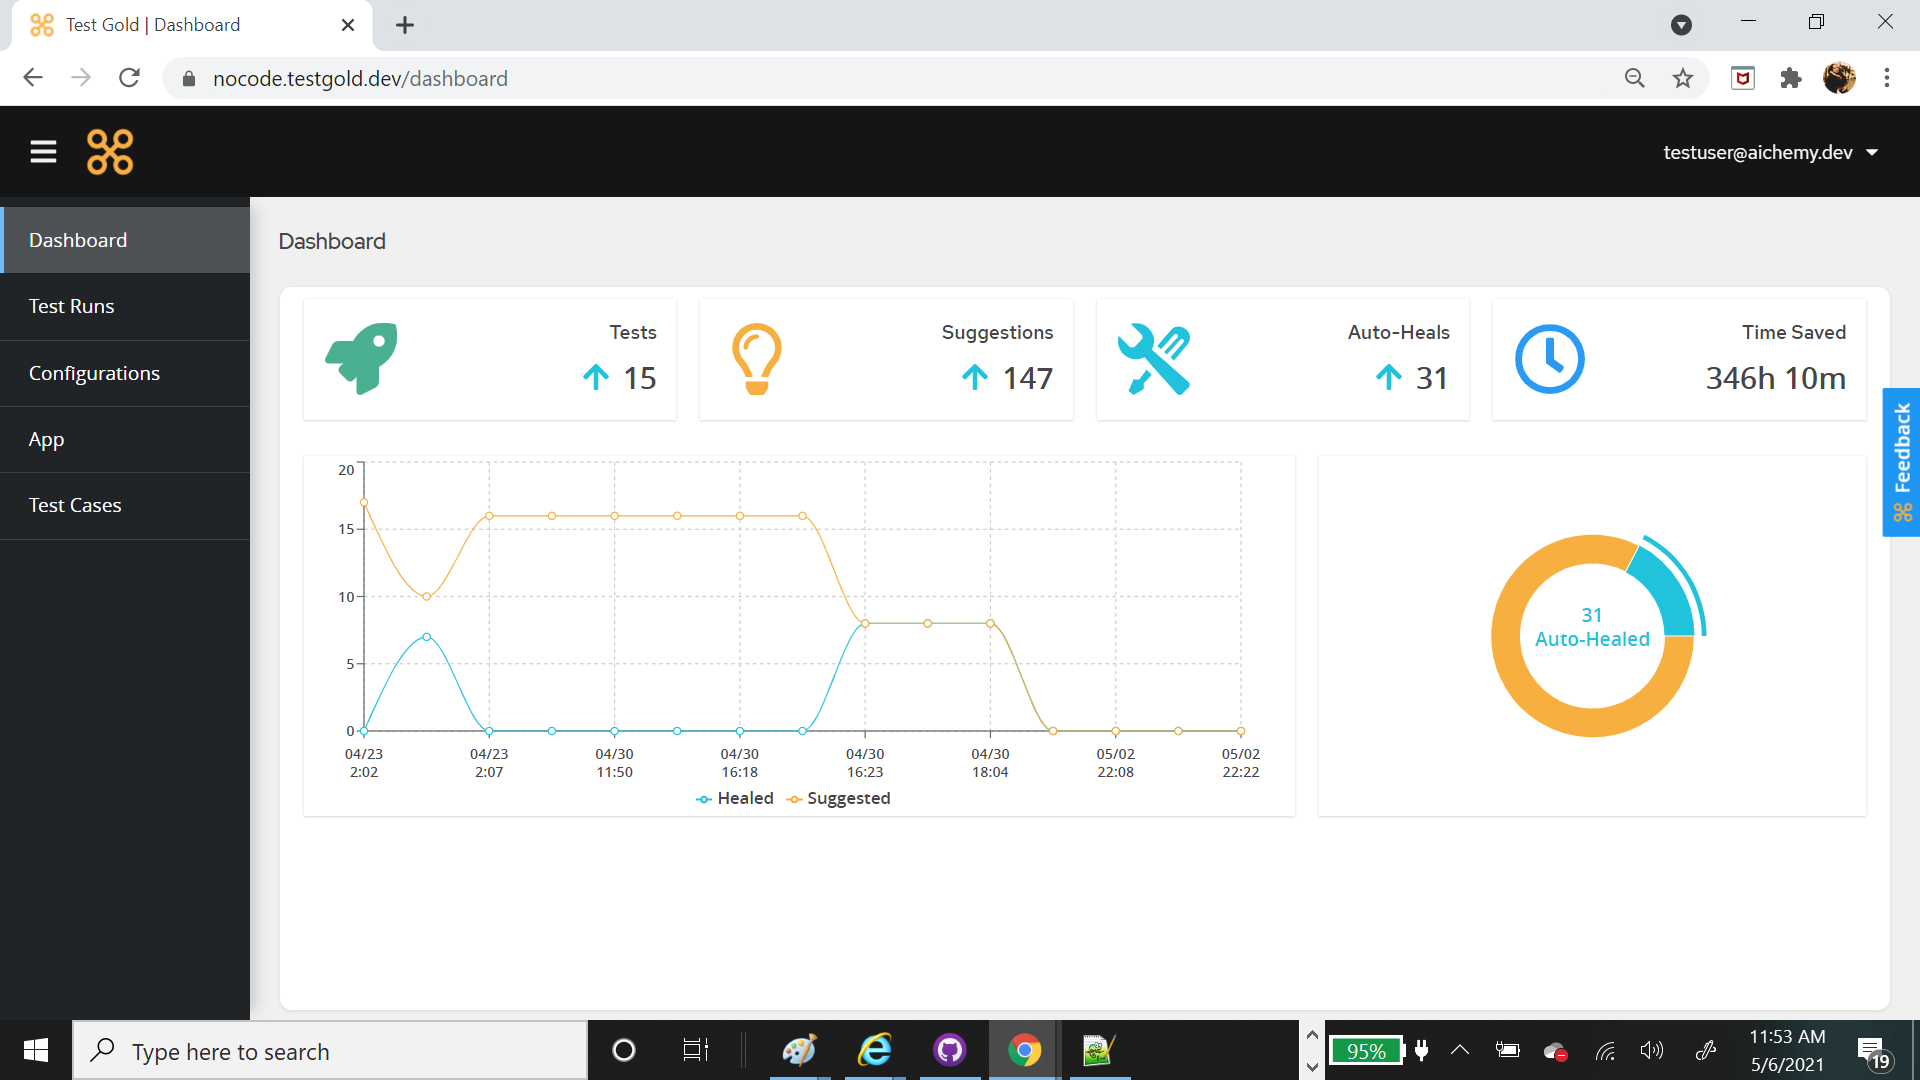 Test Gold | Dashboard
nocode.testgold.dev/dashboard
testuser@aichemy.dev
Dashboard
Test Runs
Configurations
App
Test Cases
Dashboard
Tests
15
Suggestions
147
Auto-Heals
31
Time Saved
346h 10m
Feedback
20
15
10
5
0
04/23 04/23 04/30 04/30 04/30 04/30 05/02 05/02
2:02 2:07 11:50 16:18 16:23 18:04 22:08 22:22
Healed Suggested
31
Auto-Healed
Type here to search
95%
11:53 AM
5/6/2021
19